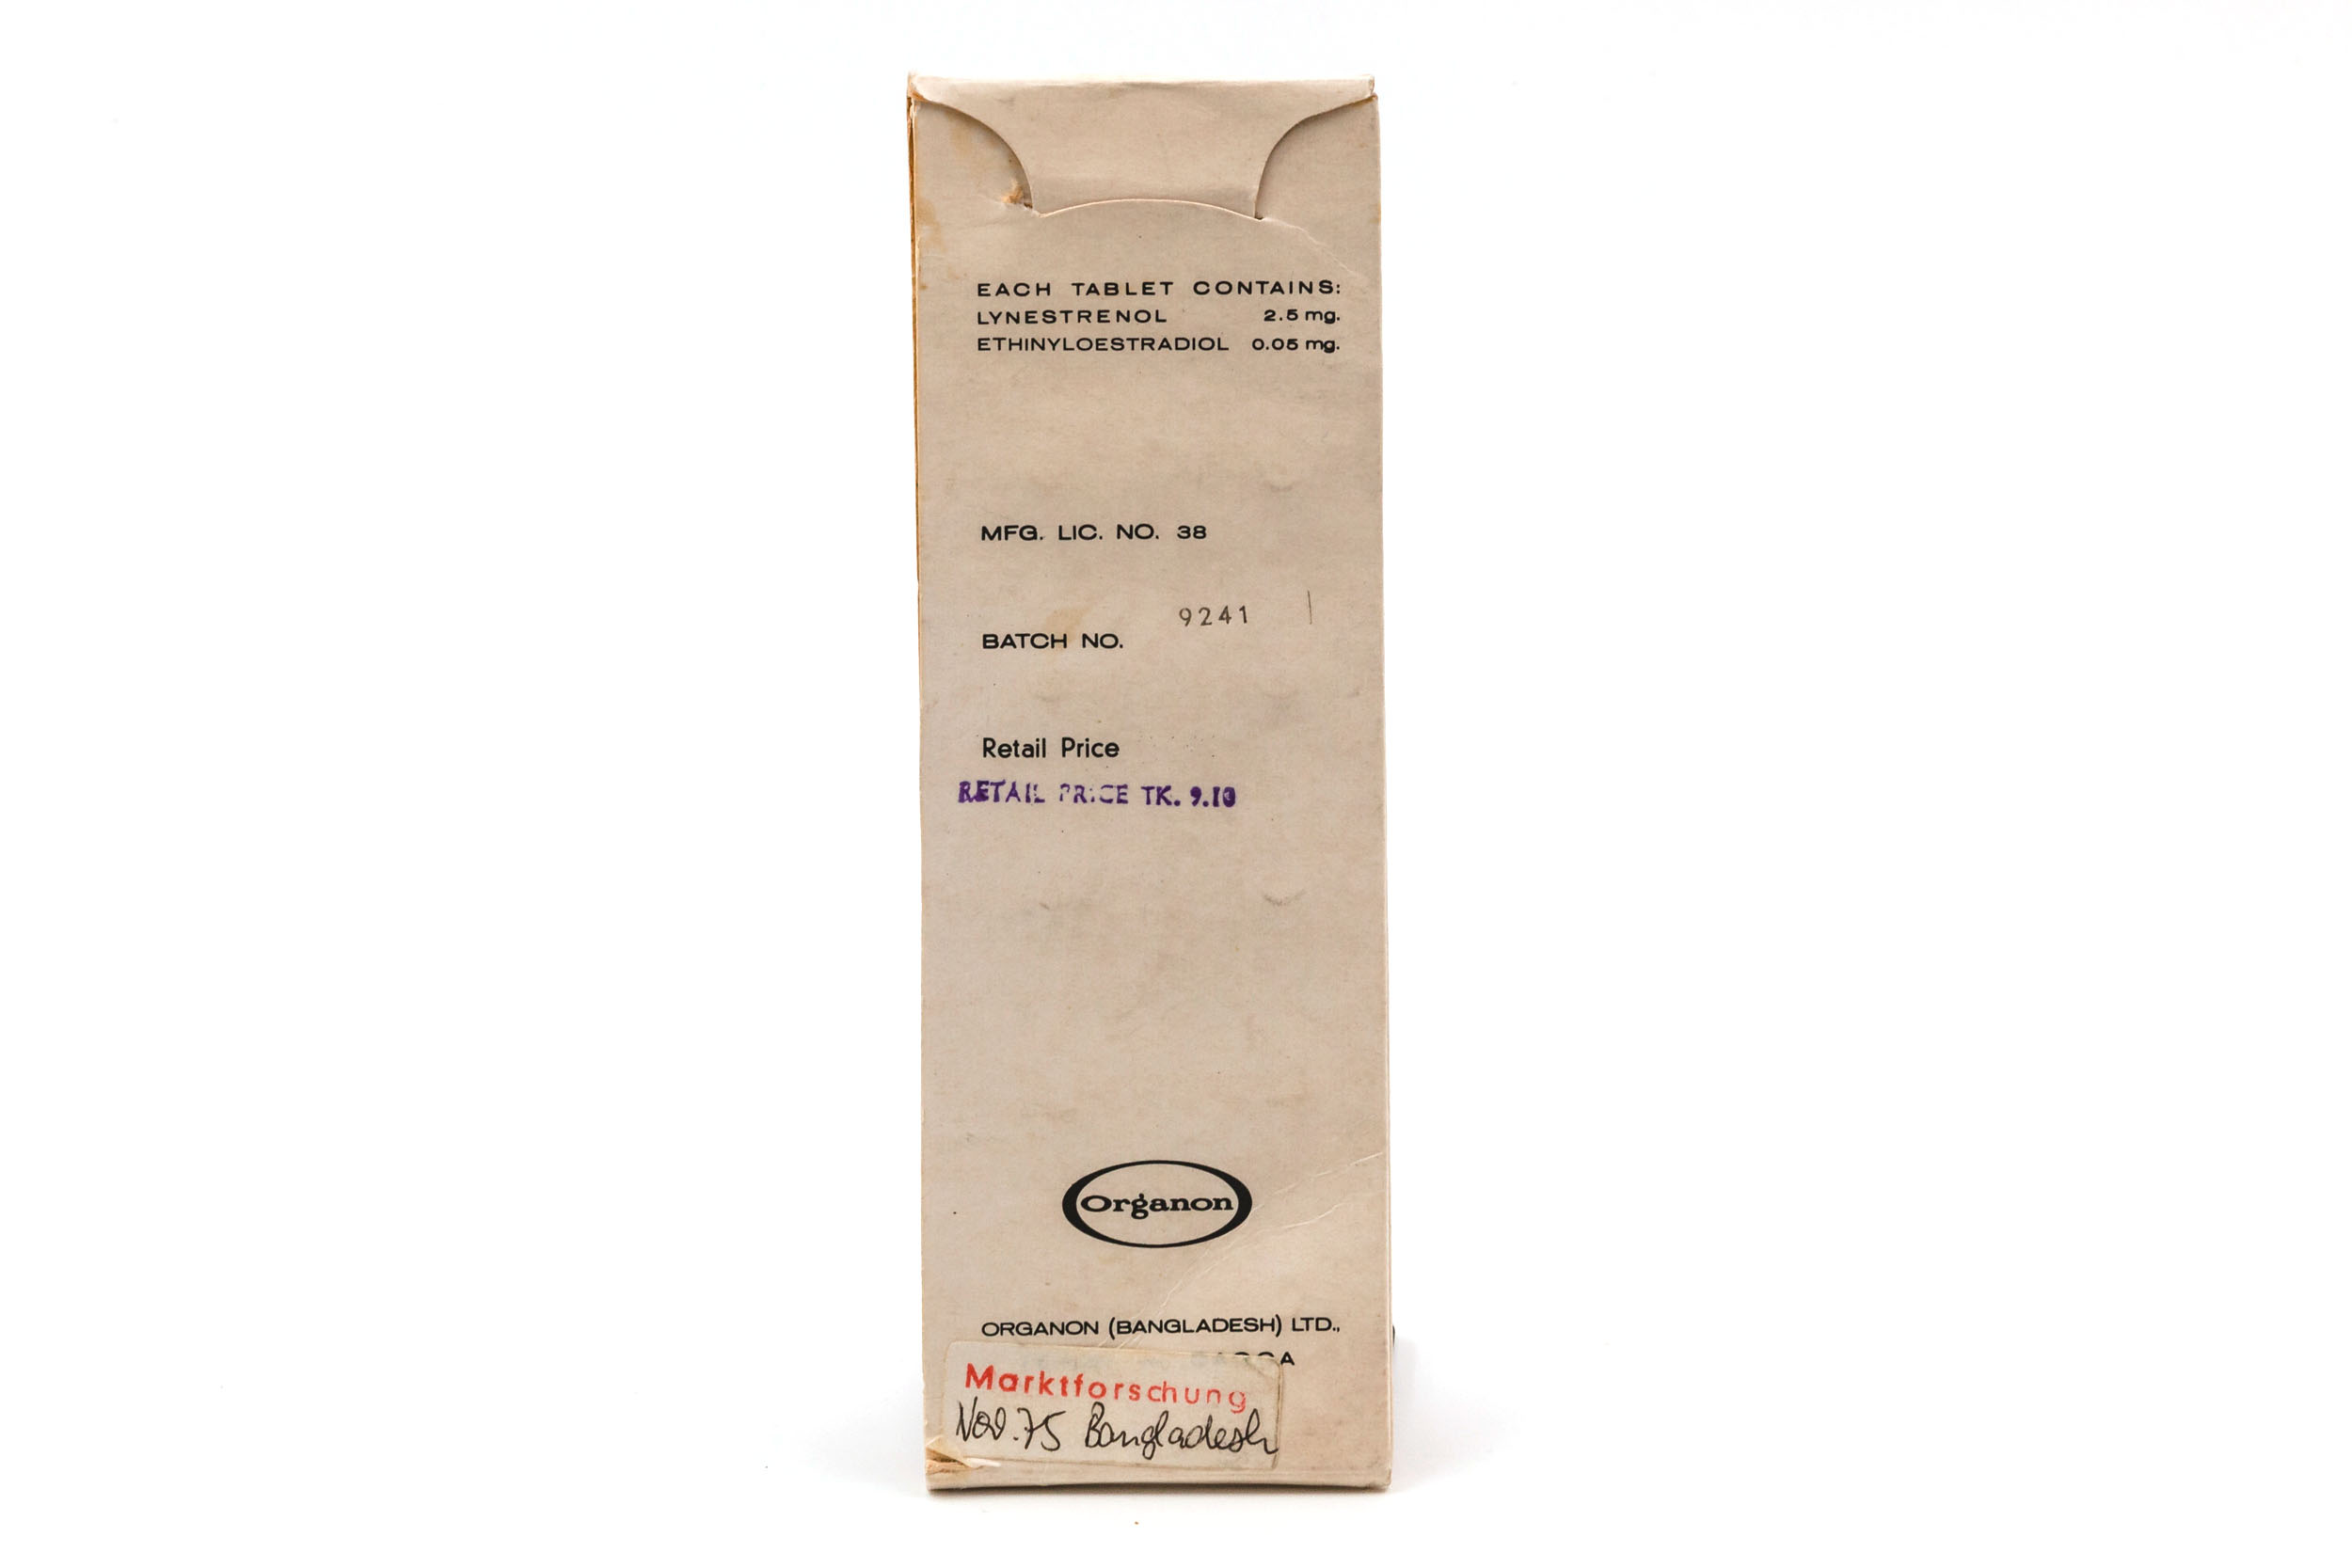 EACH TABLET CONTAINS:
LYNESTRENOL 2.5 mg.
ETHINYLOESTRADIOL 0.05 mg.
MFG. LIC. NO. 38
9241
BATCH NO.
Retail Price
RETAIL PRICE TK. 9.10
Organon
ORGANON (BANGLADESH) LTD.,
Marktforschung
Nov. 75 Bangladesh